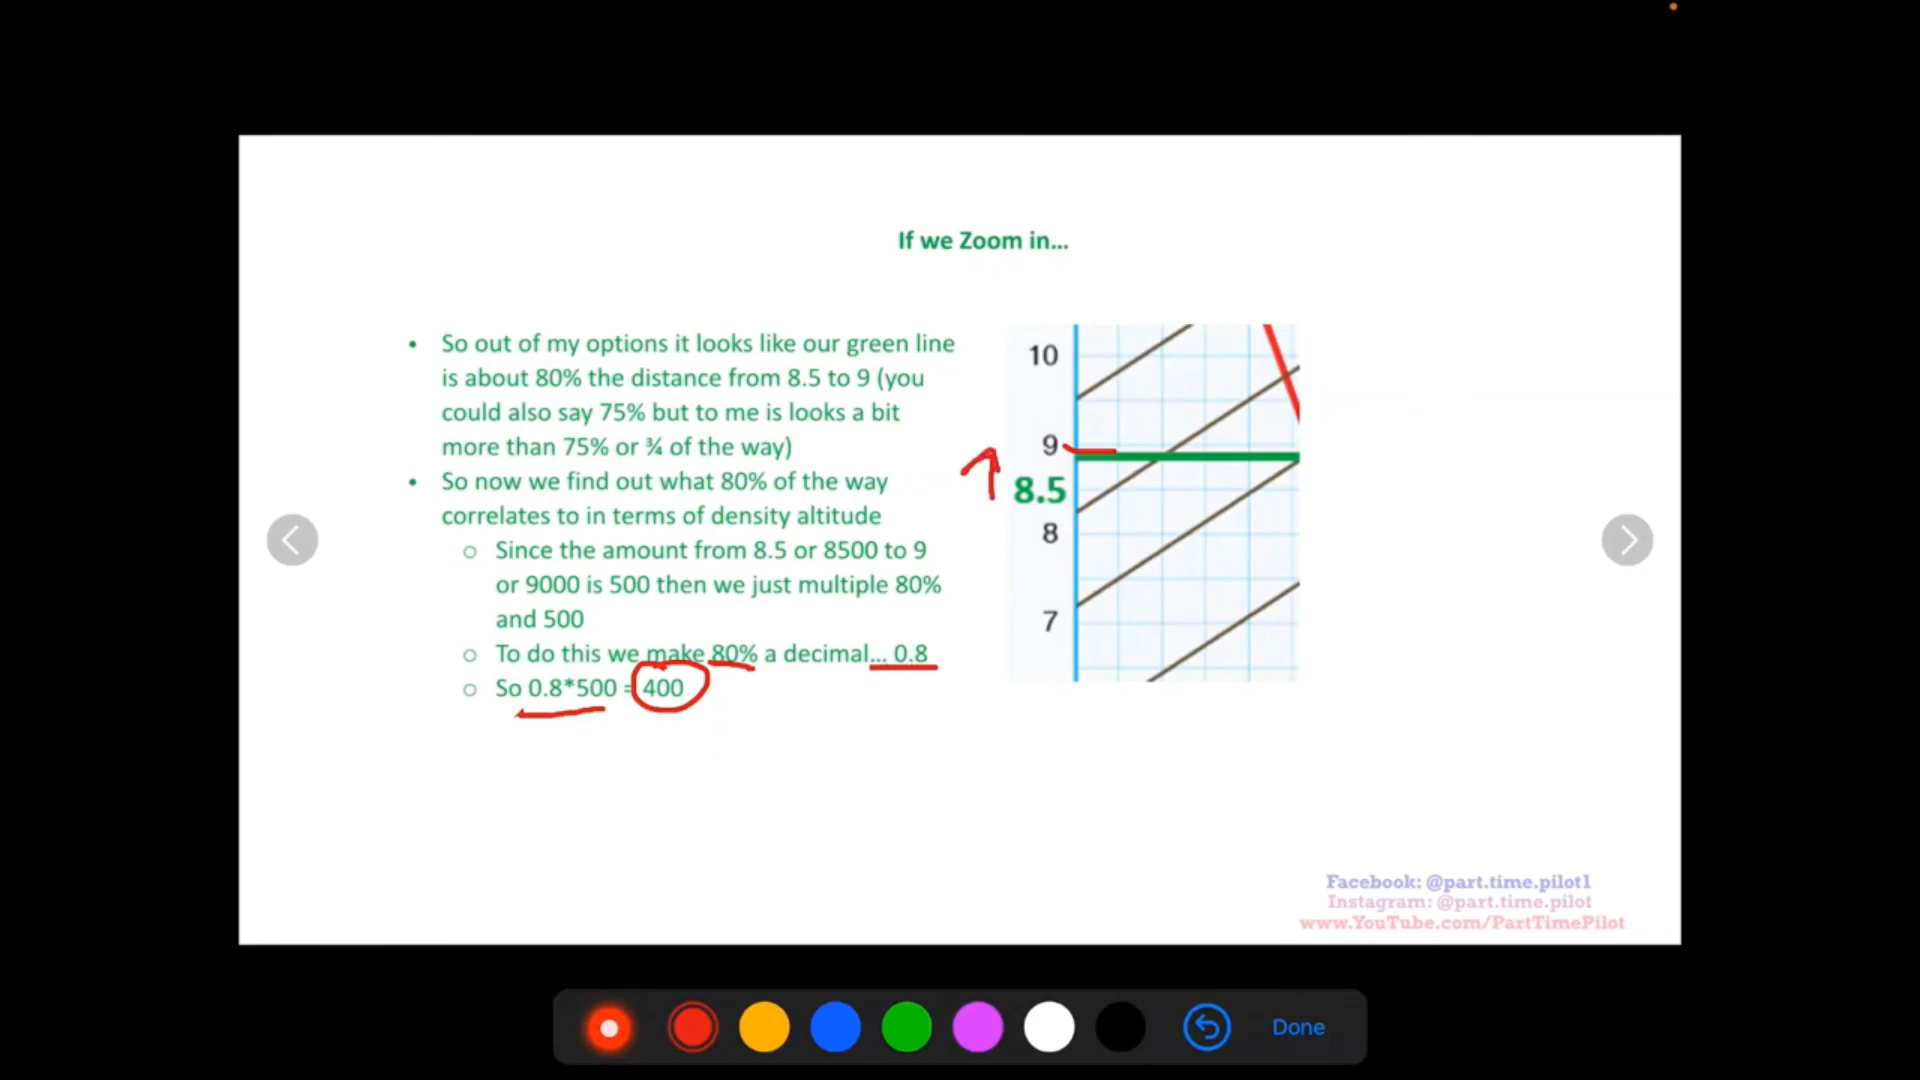 If we Zoom in...
• So out of my options it looks like our green line
is about 80% the distance from 8.5 to 9 (you
could also say 75% but to me is looks a bit
more than 75% or ¾ of the way)
• So now we find out what 80% of the way
correlates to in terms of density altitude
o Since the amount from 8.5 or 8500 to 9
or 9000 is 500 then we just multiple 80%
and 500
o To do this we make 80% a decimal... 0.8
o So 0.8*500 = 400
10
9
8.5
8
7
Facebook: @part.time.pilot1
Instagram: @part.time.pilot
www.YouTube.com/PartTimePilot
Done